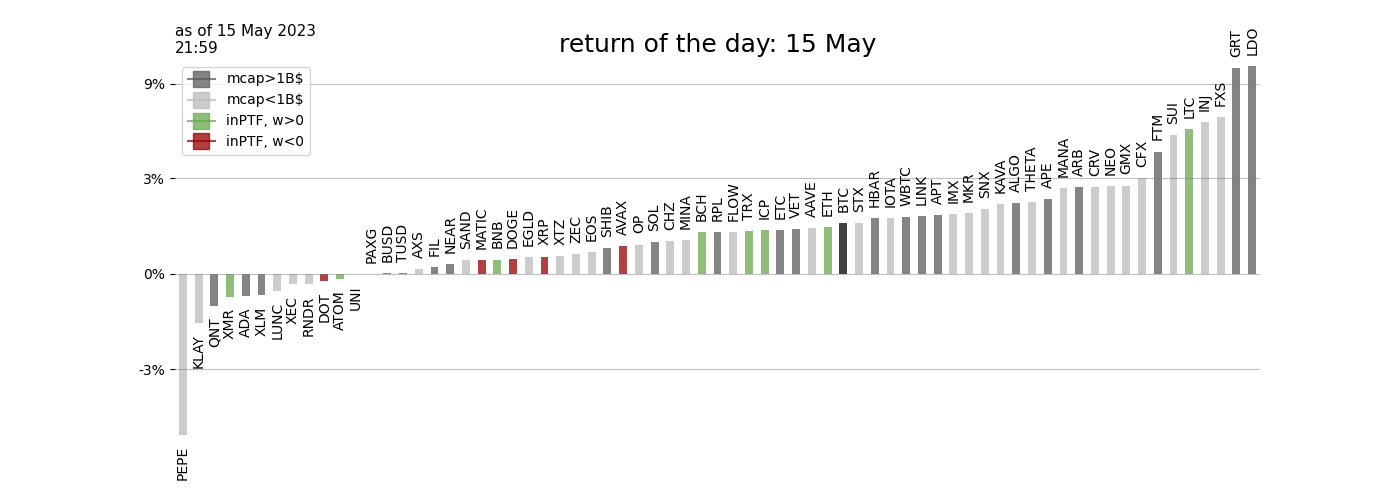 as of 15 May 2023
21:59
return of the day: 15 May
mcap>1B$
mcap<1B$
inPTF, w>0
inPTF, w<0
9%
3%
0%
-3%
PEPE
KLAY
QNT
XMR
ADA
XLM
LUNC
XEC
RNDR
DOT
ATOM
UNI
PAXG
BUSD
TUSD
AXS
FIL
NEAR
SAND
MATIC
BNB
DOGE
EGLD
XRP
XTZ
ZEC
EOS
SHIB
AVAX
OP
SOL
CHZ
MINA
BCH
RPL
FLOW
TRX
ICP
ETC
VET
AAVE
ETH
BTC
STX
HBAR
IOTA
WBTC
LINK
APT
IMX
MKR
SNX
KAVA
ALGO
THETA
APE
MANA
ARB
CRV
NEO
GMX
CFX
FTM
SUI
LTC
INJ
FXS
GRT
LDO